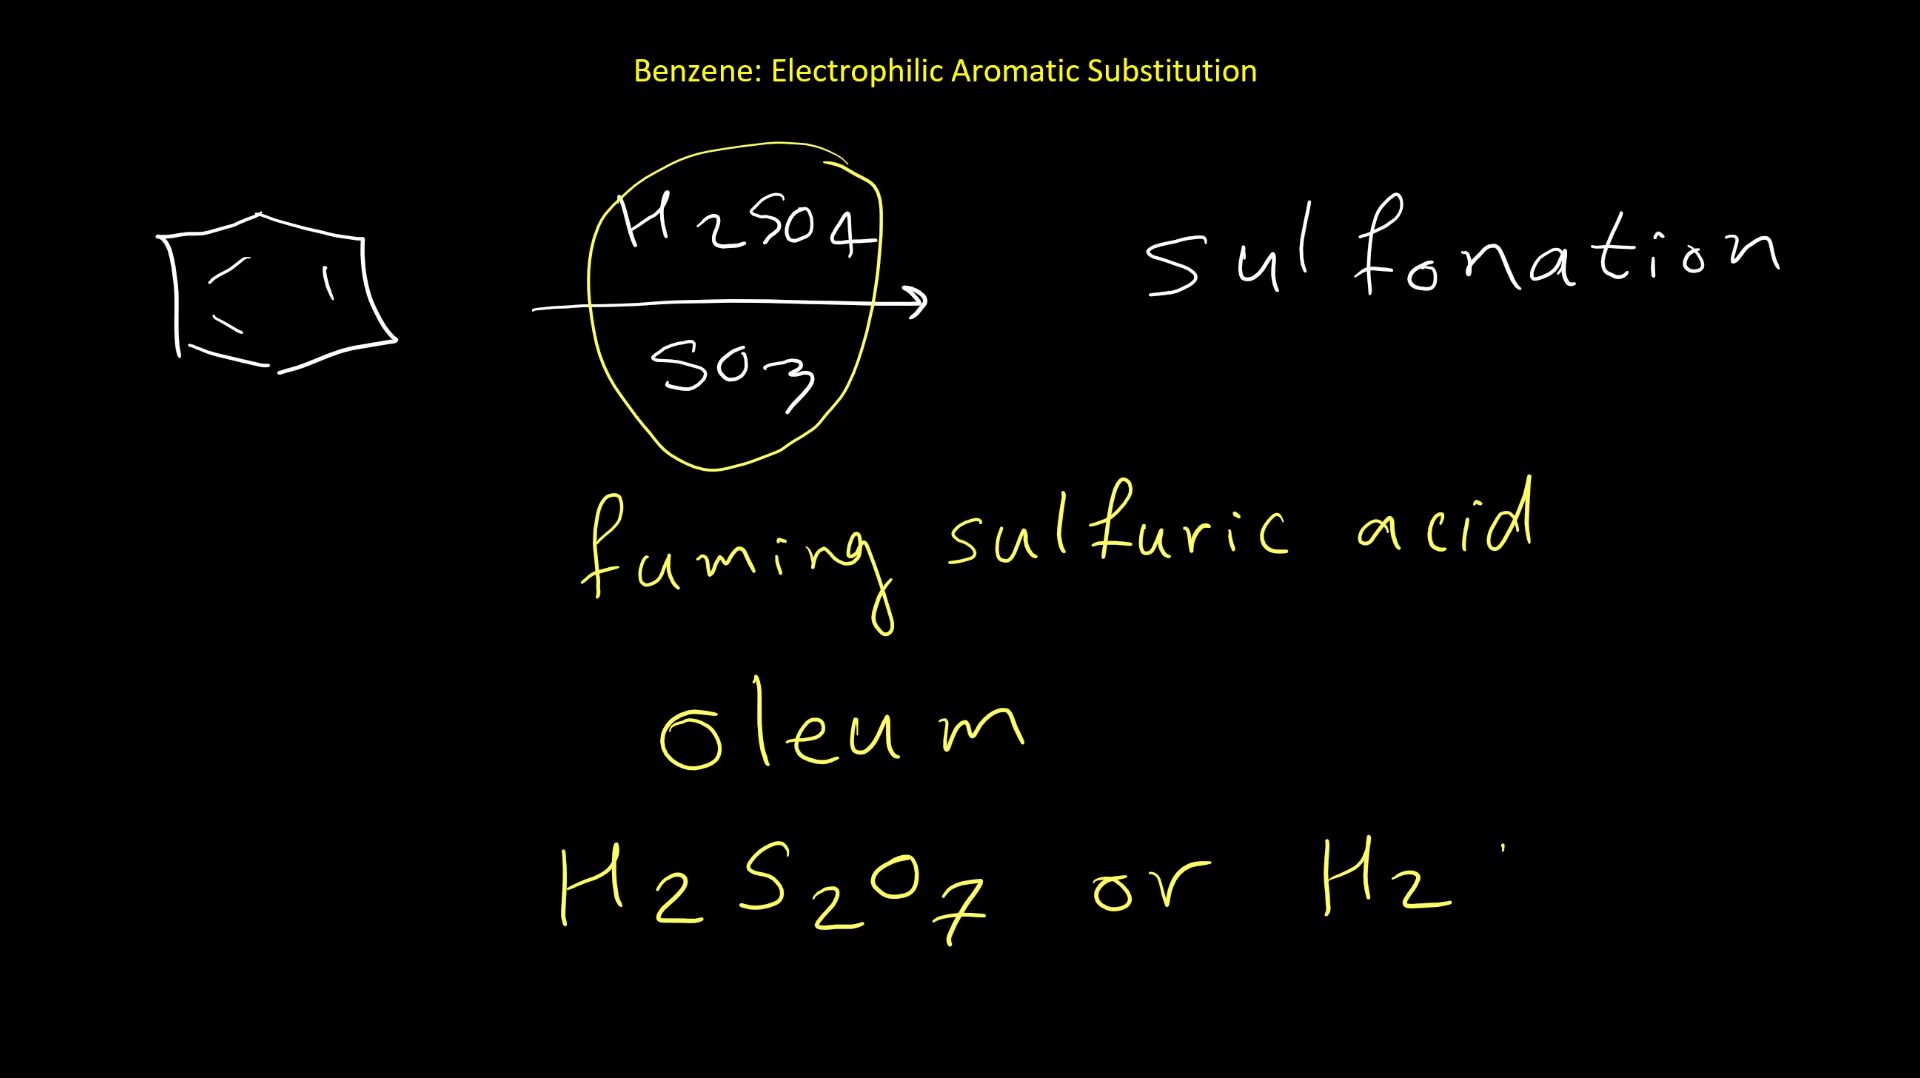 Benzene: Electrophilic Aromatic Substitution
H2SO4
sulfonation
SO3
fuming sulfuric acid
oleum
H2S2O7 or H2